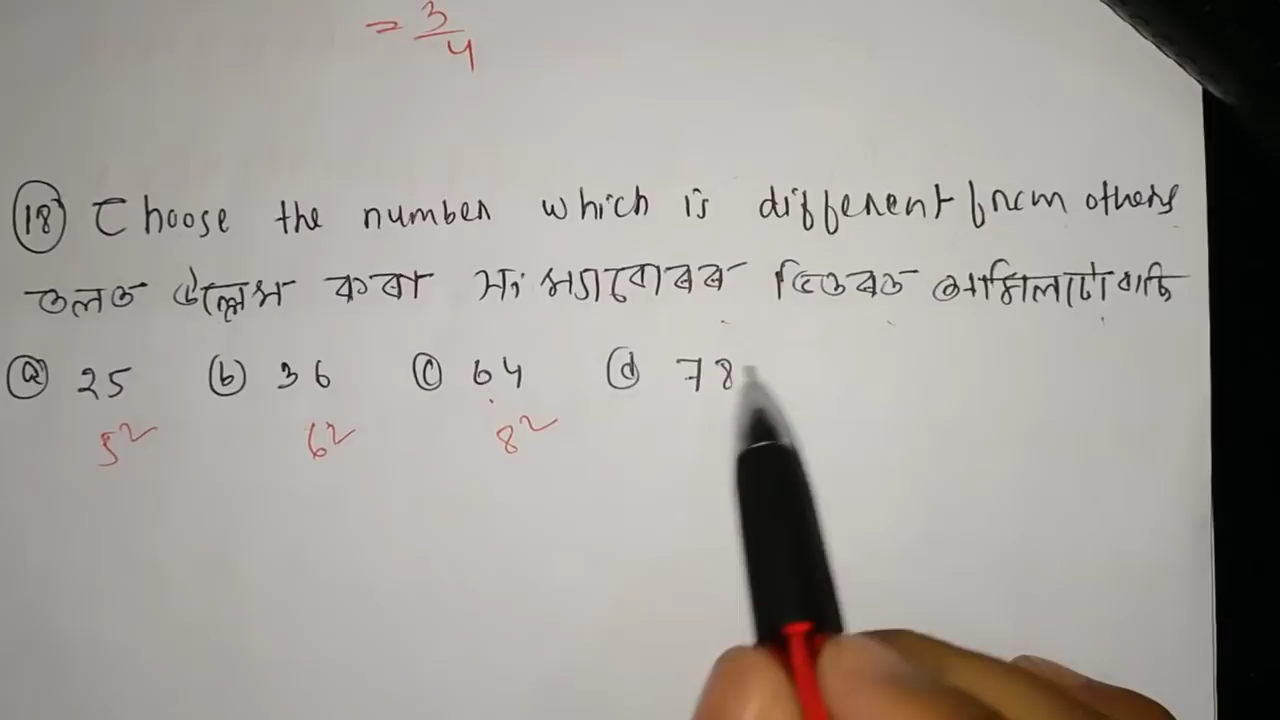 = 3/4
(18) Choose the number which is different from others
তলত উল্লেখ কৰা সংখ্যাবোৰৰ ভিতৰত অমিলটো বাচি
(a) 25 (b) 36 (c) 64 (d) 78
5² 6² 8²